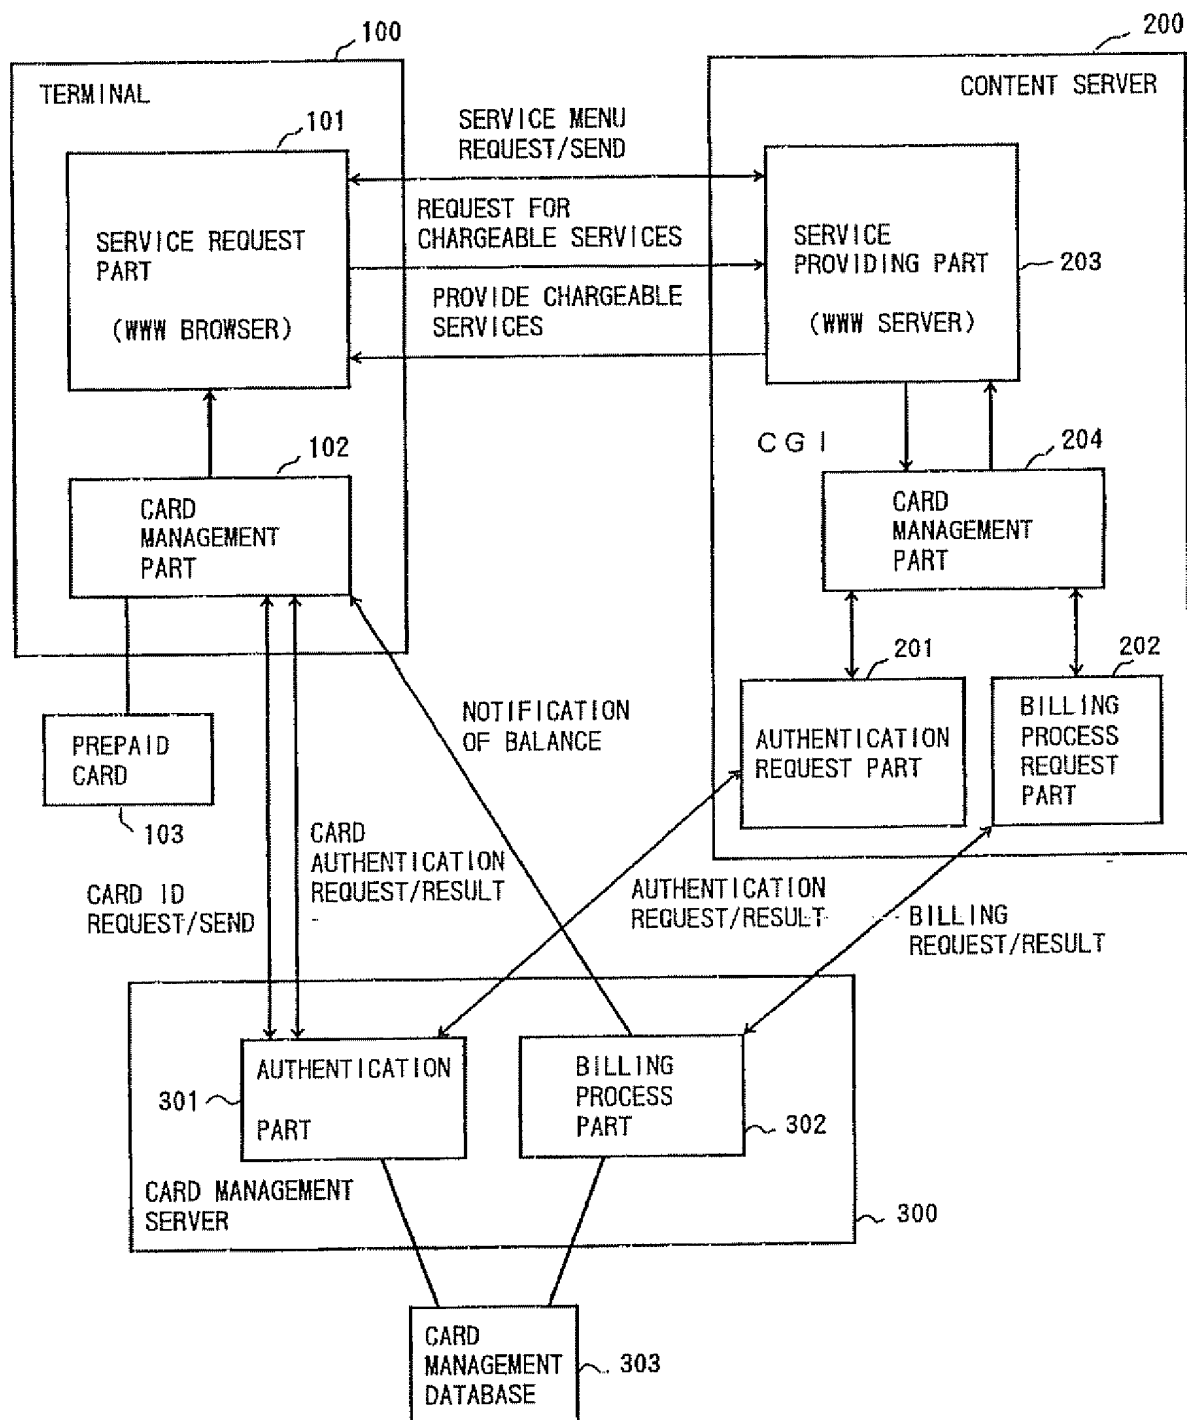 100
200
TERMINAL
CONTENT SERVER
101
SERVICE MENU
REQUEST/SEND
SERVICE REQUEST
PART
(WWW BROWSER)
REQUEST FOR
CHARGEABLE SERVICES
PROVIDE CHARGEABLE
SERVICES
SERVICE
PROVIDING PART
(WWW SERVER)
203
102
CGI
204
CARD
MANAGEMENT
PART
CARD
MANAGEMENT
PART
201
202
PREPAID
CARD
103
NOTIFICATION
OF BALANCE
AUTHENTICATION
REQUEST PART
BILLING
PROCESS
REQUEST
PART
CARD ID
REQUEST/SEND
CARD
AUTHENTICATION
REQUEST/RESULT
AUTHENTICATION
REQUEST/RESULT
BILLING
REQUEST/RESULT
301
AUTHENTICATION
PART
BILLING
PROCESS
PART
302
CARD MANAGEMENT
SERVER
300
CARD
MANAGEMENT
DATABASE
303